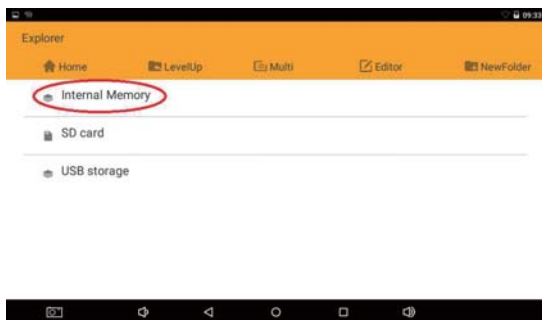 09:33
Explorer
Home LevelUp Multi Editor NewFolder
Internal Memory
SD card
USB storage